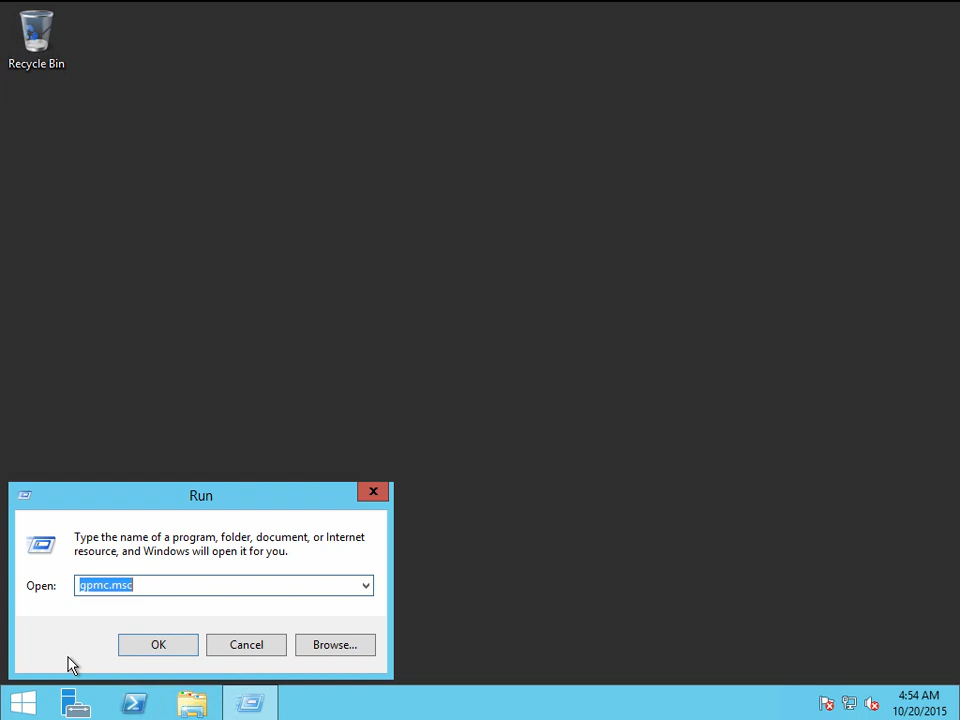 Recycle Bin
Run
x
Type the name of a program, folder, document, or Internet
resource, and Windows will open it for you.
Open:
gpmc.msc
OK
Cancel
Browse...
4:54 AM
10/20/2015